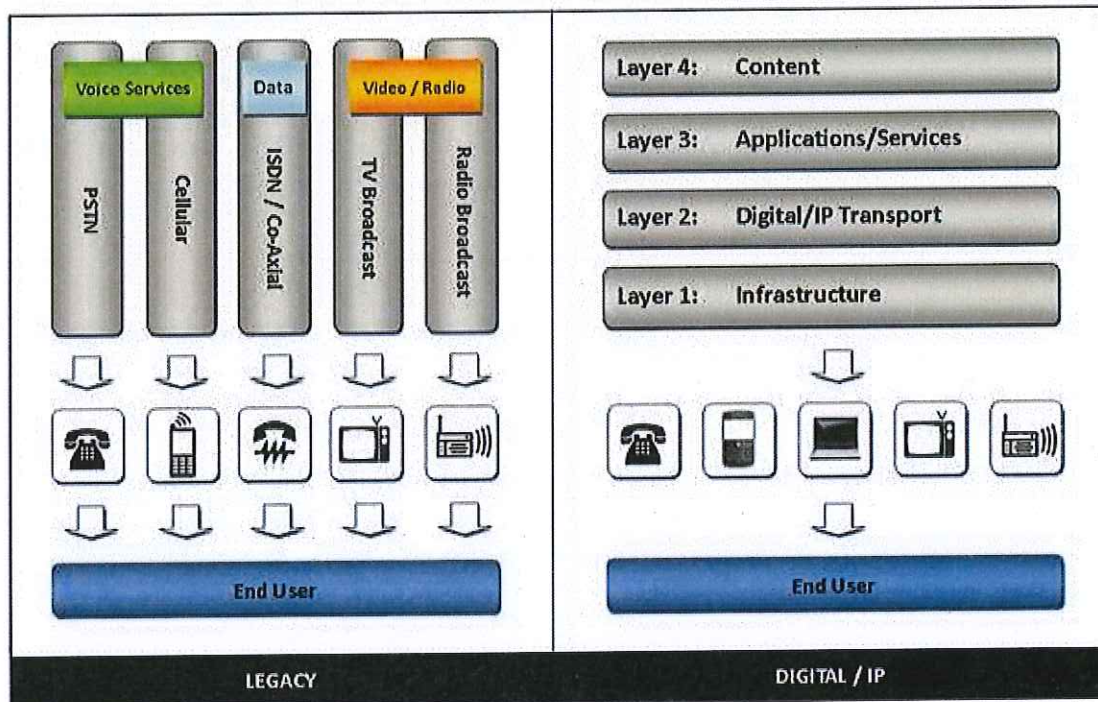 Voice Services
Data
Video / Radio
PSTN
Cellular
ISDN / Co-Axial
TV Broadcast
Radio Broadcast
End User
LEGACY
Layer 4: Content
Layer 3: Applications/Services
Layer 2: Digital/IP Transport
Layer 1: Infrastructure
End User
DIGITAL / IP